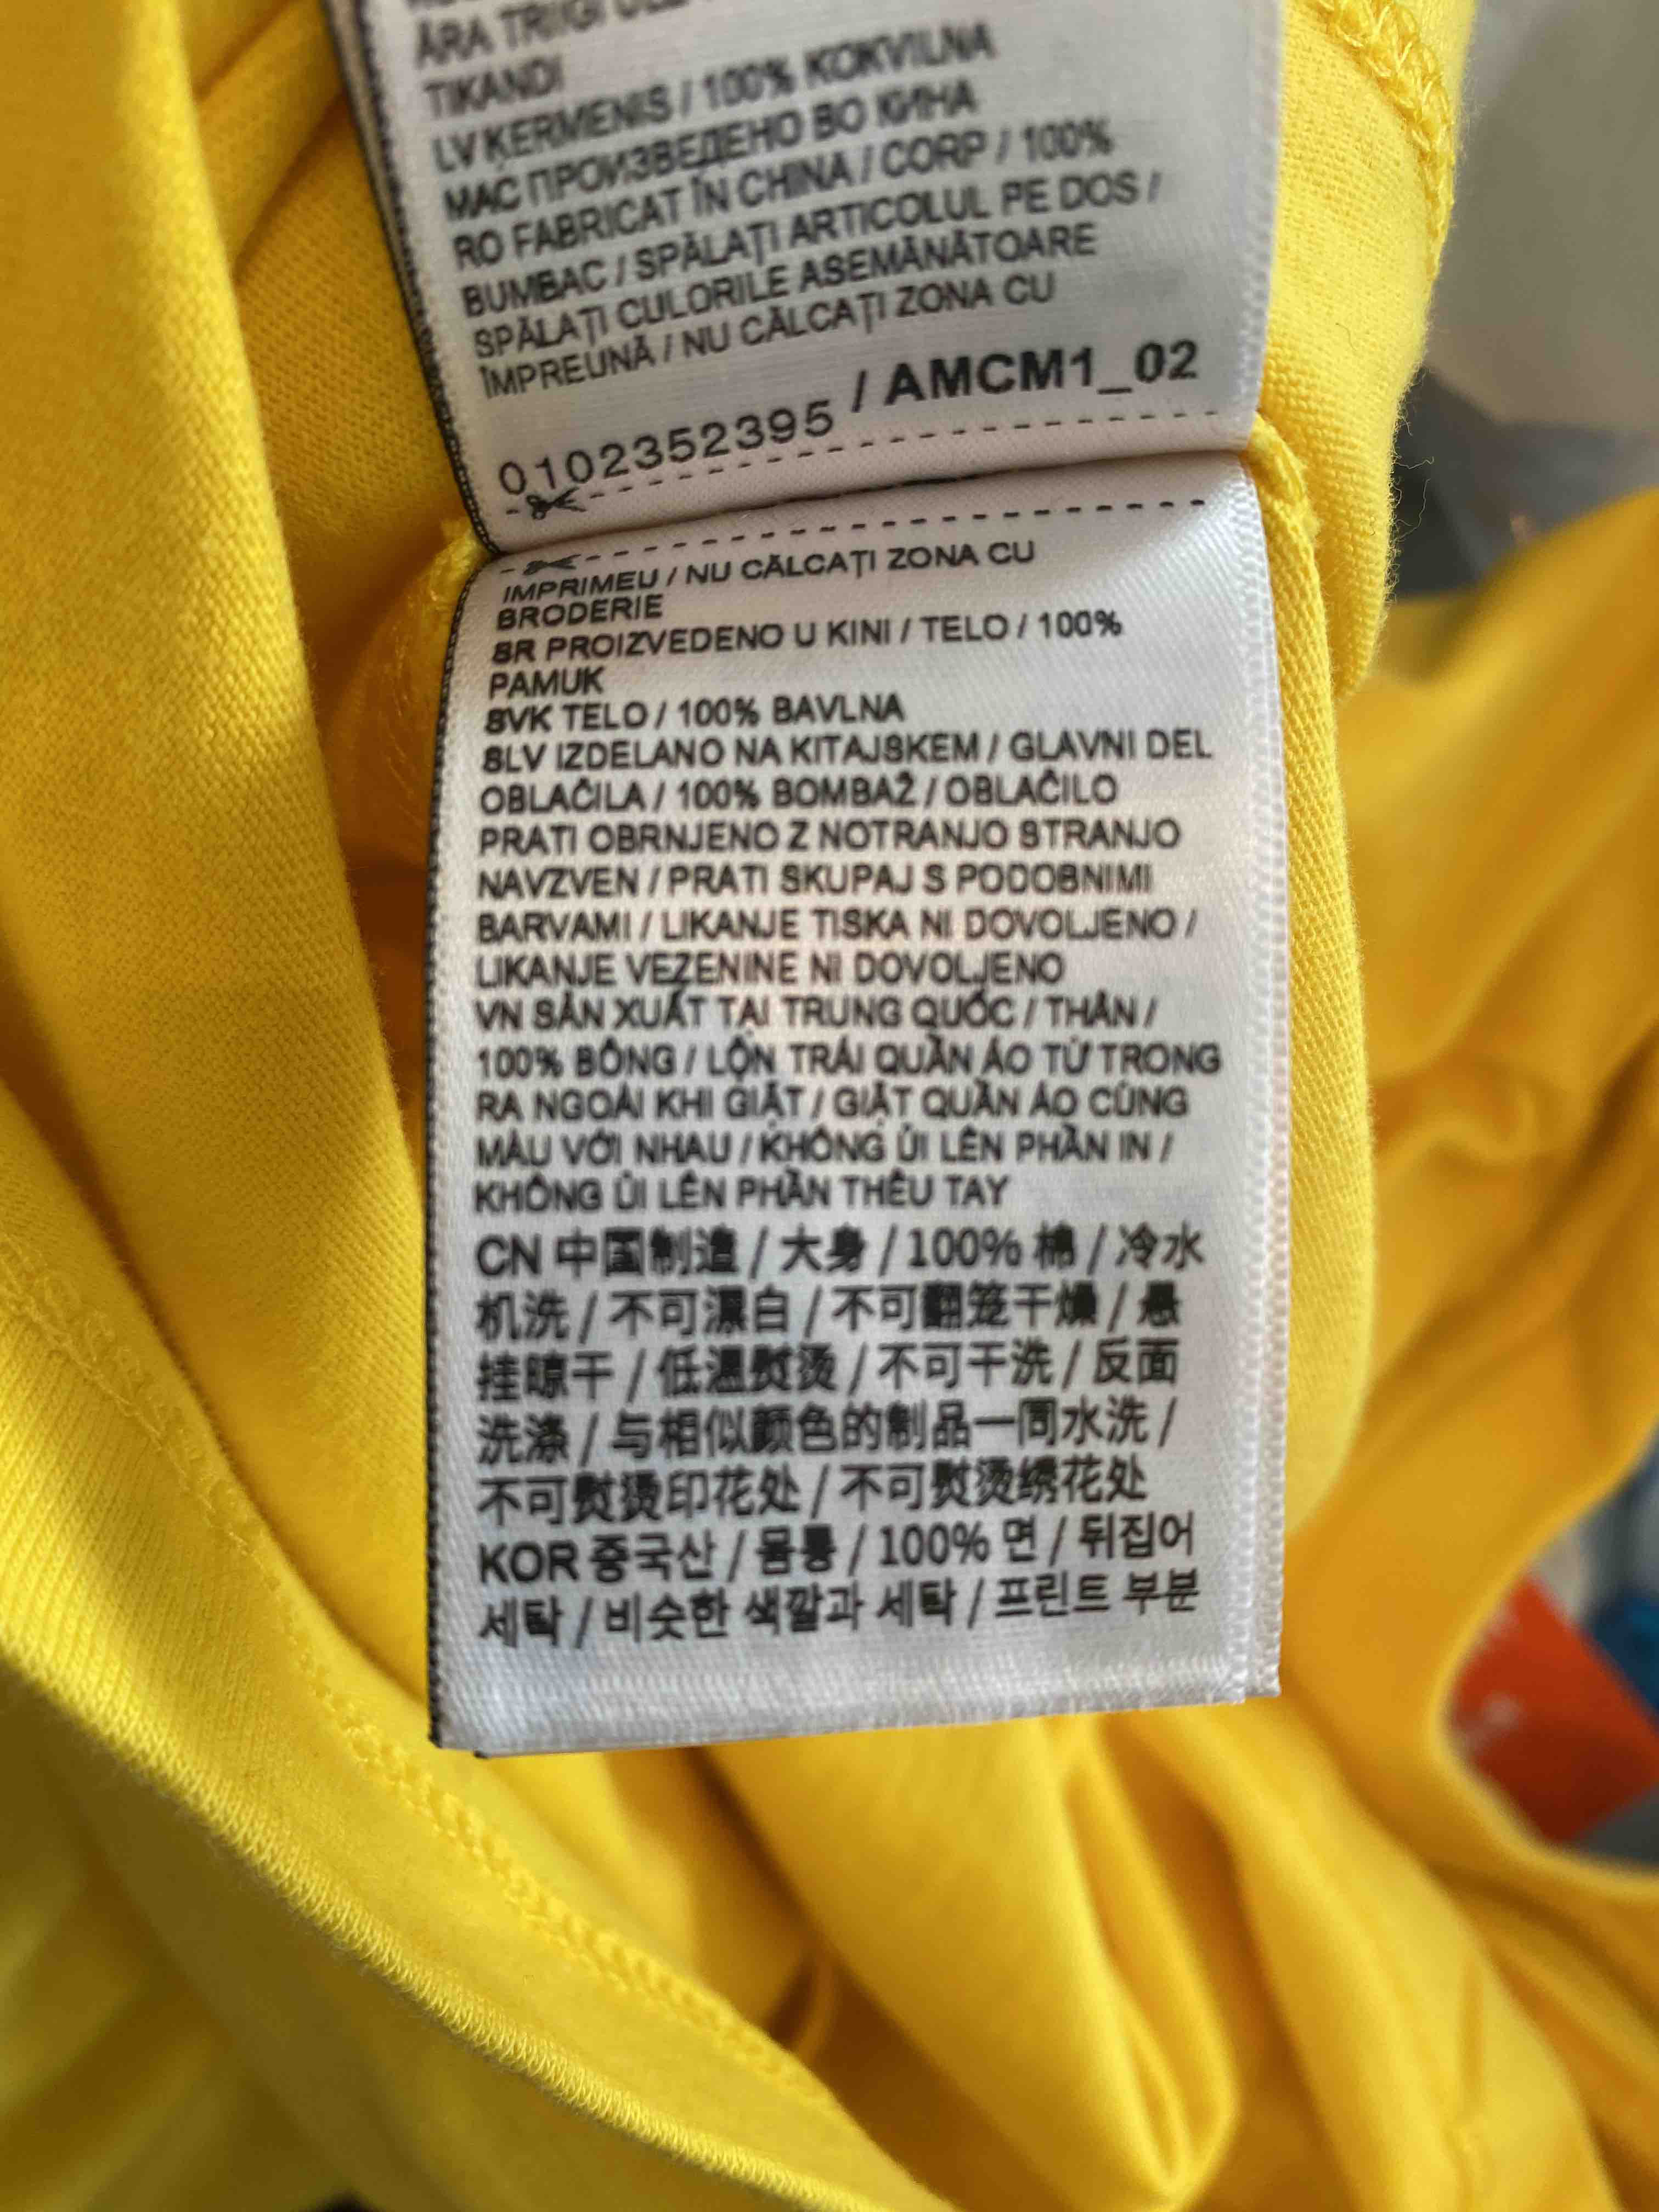 ÄRA TRIIGI
TIKANDI
LV ĶERMENIS / 100% KOKVILNA
MAC ПРОИЗВЕДЕНО ВО КИНА
RO FABRICAT ÎN CHINA / CORP / 100%
BUMBAC / SPĂLAȚI ARTICOLUL PE DOS /
SPĂLAȚI CULORILE ASEMĂNĂTOARE
ÎMPREUNĂ / NU CĂLCAȚI ZONA CU
0102352395 / AMCM1_02
IMPRIMEU / NU CĂLCAȚI ZONA CU
BRODERIE
SR PROIZVEDENO U KINI / TELO / 100%
PAMUK
SVK TELO / 100% BAVLNA
SLV IZDELANO NA KITAJSKEM / GLAVNI DEL
OBLAČILA / 100% BOMBAŽ / OBLAČILO
PRATI OBRNJENO Z NOTRANJO STRANJO
NAVZVEN / PRATI SKUPAJ S PODOBNIMI
BARVAMI / LIKANJE TISKA NI DOVOLJENO /
LIKANJE VEZENINE NI DOVOLJENO
VN SẢN XUẤT TẠI TRUNG QUỐC / THÂN /
100% BÔNG / LỘN TRÁI QUẦN ÁO TỪ TRONG
RA NGOÀI KHI GIẶT / GIẶT QUẦN ÁO CÙNG
MÀU VỚI NHAU / KHÔNG ỦI LÊN PHẦN IN /
KHÔNG ỦI LÊN PHẦN THÊU TAY
CN 中国制造 / 大身 / 100% 棉 / 冷水
机洗 / 不可漂白 / 不可翻笼干燥 / 悬
挂晾干 / 低温熨烫 / 不可干洗 / 反面
洗涤 / 与相似颜色的制品一同水洗 /
不可熨烫印花处 / 不可熨烫绣花处
KOR 중국산 / 몸통 / 100% 면 / 뒤집어
세탁 / 비슷한 색깔과 세탁 / 프린트 부분